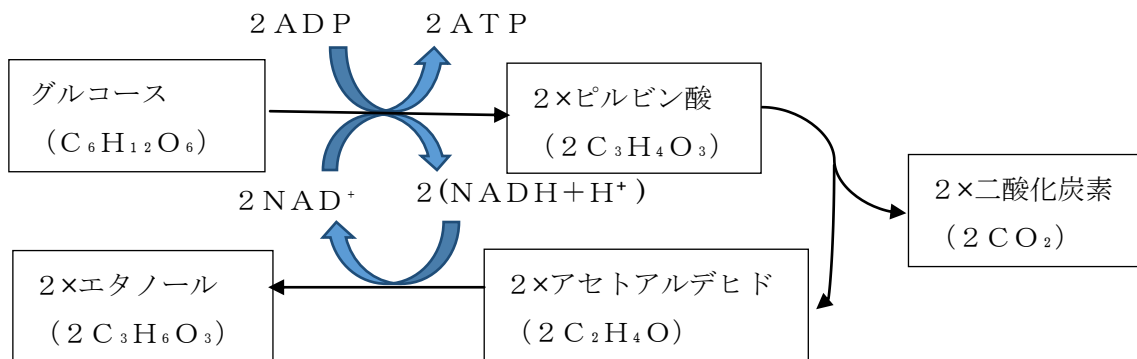 2ADP
2ATP
グルコース
(C₆H₁₂O₆)
2×ピルビン酸
(2C₃H₄O₃)
2NAD⁺
2(NADH+H⁺)
2×二酸化炭素
(2CO₂)
2×エタノール
(2C₃H₆O₃)
2×アセトアルデヒド
(2C₂H₄O)